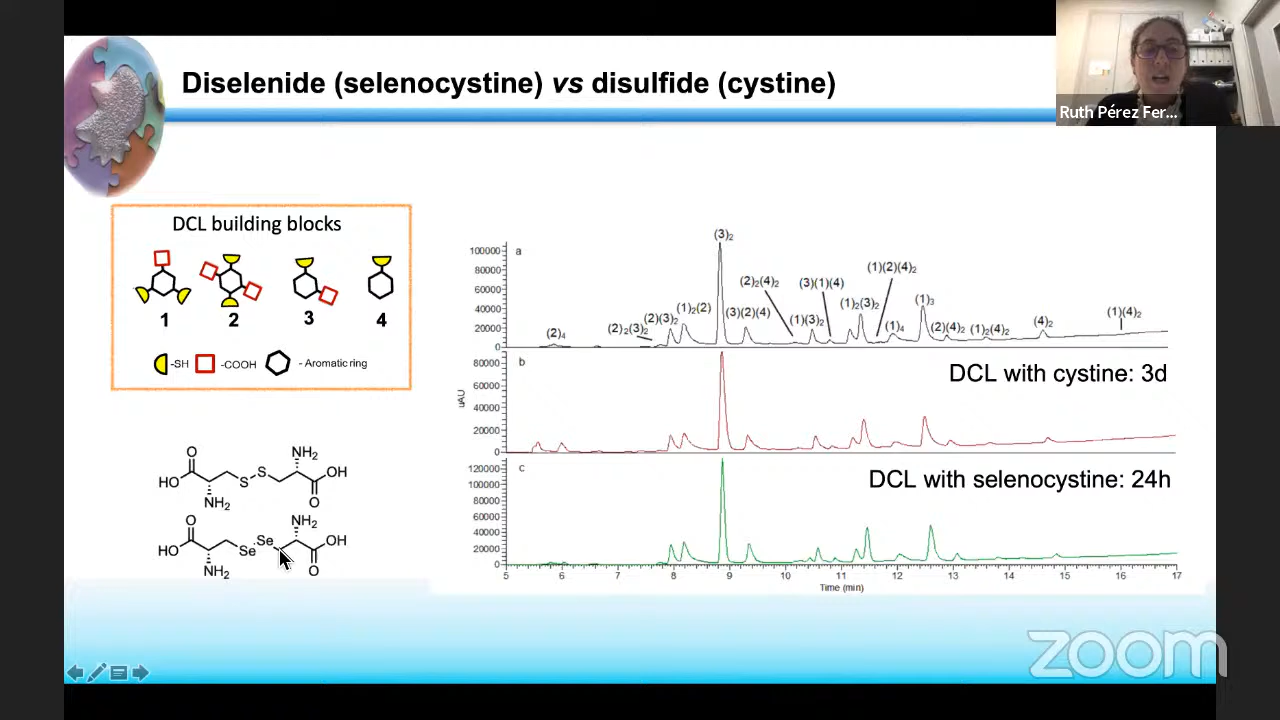 Diselenide (selenocystine) vs disulfide (cystine)
Ruth Pérez Fer...
DCL building blocks
1 2 3 4
-SH -COOH - Aromatic ring
O NH₂
HO S S OH
NH₂ O
O NH₂
HO Se Se OH
NH₂ O
a
100000
80000
60000
40000
20000
0
(2)₄
(2)₂(3)₂
(2)(3)₂
(1)₂(2)
(3)₂
(3)(2)(4)
(2)₂(4)₂
(1)(3)₂
(3)(1)(4)
(1)₂(3)₂
(1)(2)(4)₂
(1)₄
(1)₃
(2)(4)₂
(1)₂(4)₂
(4)₂
(1)(4)₂
b
80000
60000
40000
20000
0
uAU
DCL with cystine: 3d
c
120000
100000
80000
60000
40000
20000
0
DCL with selenocystine: 24h
5 6 7 8 9 10 11 12 13 14 15 16 17
Time (min)
zoom